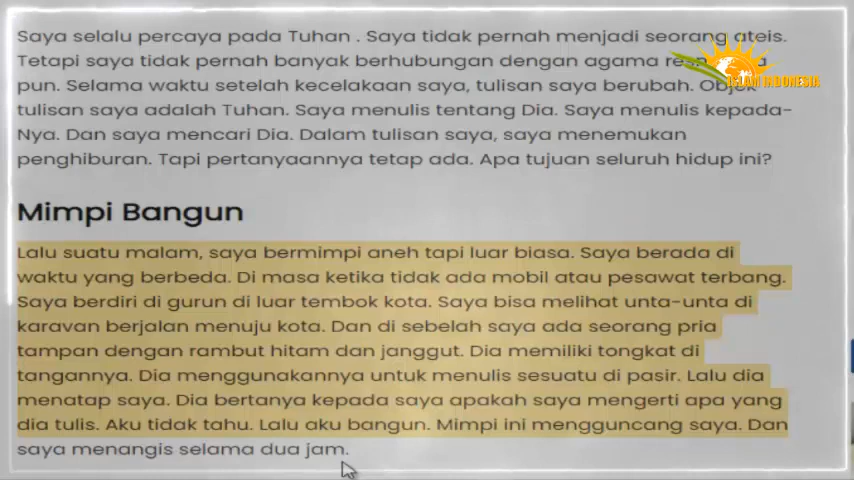 Saya selalu percaya pada Tuhan . Saya tidak pernah menjadi seorang ateis.
Tetapi saya tidak pernah banyak berhubungan dengan agama
pun. Selama waktu setelah kecelakaan saya, tulisan saya berubah. Objek
tulisan saya adalah Tuhan. Saya menulis tentang Dia. Saya menulis kepada-
Nya. Dan saya mencari Dia. Dalam tulisan saya, saya menemukan
penghiburan. Tapi pertanyaannya tetap ada. Apa tujuan seluruh hidup ini?
ISLAM INDONESIA
Mimpi Bangun
Lalu suatu malam, saya bermimpi aneh tapi luar biasa. Saya berada di
waktu yang berbeda. Di masa ketika tidak ada mobil atau pesawat terbang.
Saya berdiri di gurun di luar tembok kota. Saya bisa melihat unta-unta di
karavan berjalan menuju kota. Dan di sebelah saya ada seorang pria
tampan dengan rambut hitam dan janggut. Dia memiliki tongkat di
tangannya. Dia menggunakannya untuk menulis sesuatu di pasir. Lalu dia
menatap saya. Dia bertanya kepada saya apakah saya mengerti apa yang
dia tulis. Aku tidak tahu. Lalu aku bangun. Mimpi ini mengguncang saya. Dan
saya menangis selama dua jam.